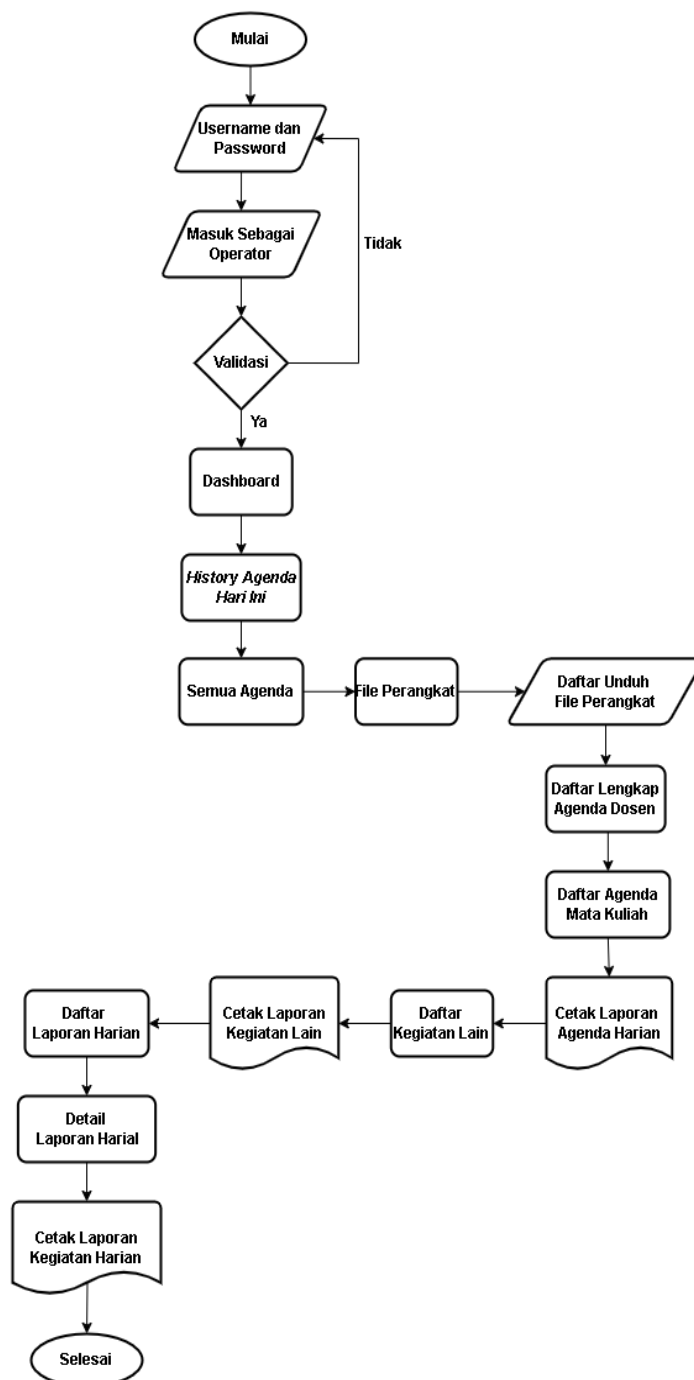 Mulai
Username dan
Password
Masuk Sebagai
Operator
Tidak
Validasi
Ya
Dashboard
History Agenda
Hari Ini
Semua Agenda
File Perangkat
Daftar Unduh
File Perangkat
Daftar Lengkap
Agenda Dosen
Daftar Agenda
Mata Kuliah
Cetak Laporan
Agenda Harian
Daftar
Kegiatan Lain
Cetak Laporan
Kegiatan Lain
Daftar
Laporan Harian
Detail
Laporan Harial
Cetak Laporan
Kegiatan Harian
Selesai